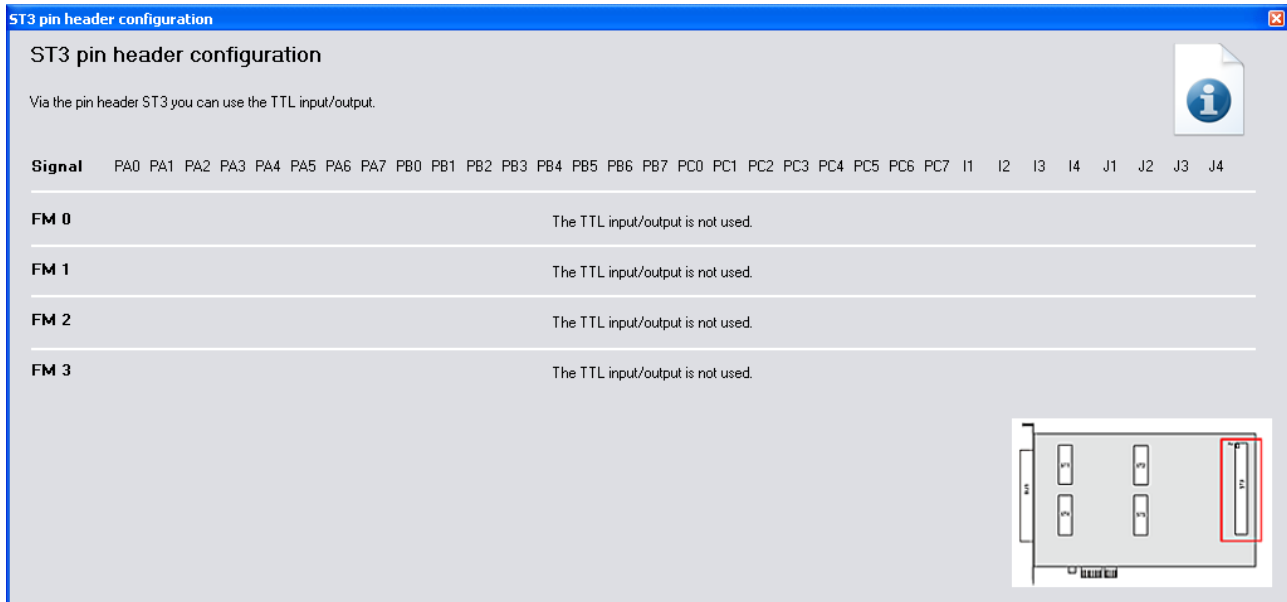 ST3 pin header configuration
ST3 pin header configuration
Via the pin header ST3 you can use the TTL input/output.
Signal PA0 PA1 PA2 PA3 PA4 PA5 PA6 PA7 PB0 PB1 PB2 PB3 PB4 PB5 PB6 PB7 PC0 PC1 PC2 PC3 PC4 PC5 PC6 PC7 I1 I2 I3 I4 J1 J2 J3 J4
FM 0 The TTL input/output is not used.
FM 1 The TTL input/output is not used.
FM 2 The TTL input/output is not used.
FM 3 The TTL input/output is not used.